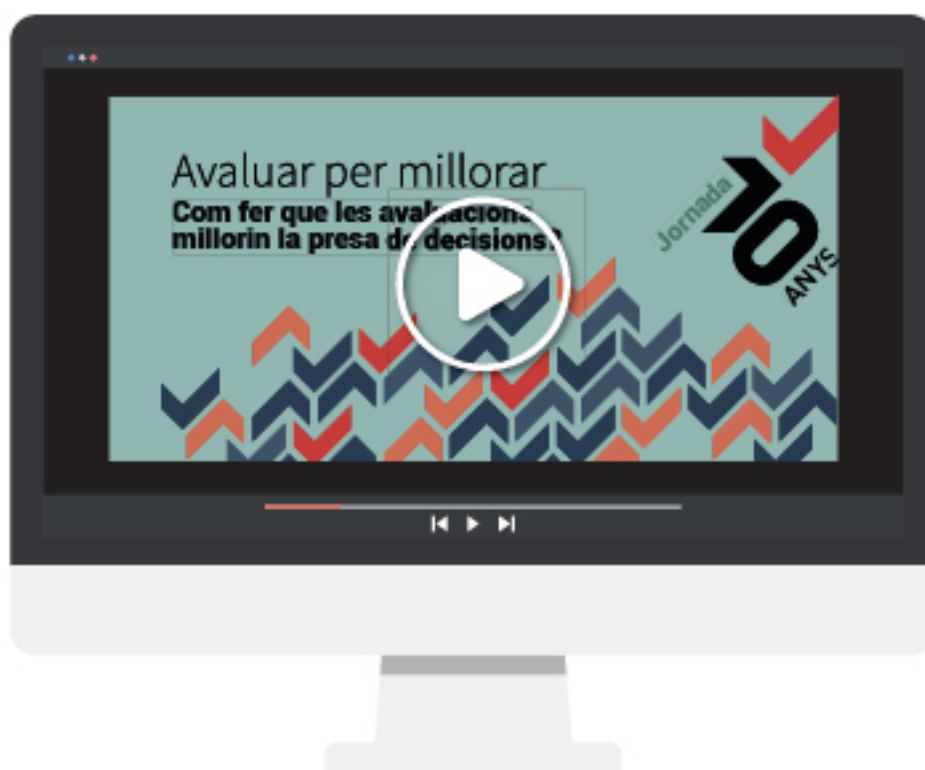 Avaluar per millorar
Com fer que les avaluacions
millorin la presa de decisions?
Jornada
10
ANYS